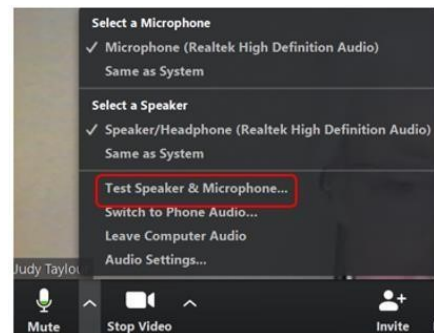 Select a Microphone
✓ Microphone (Realtek High Definition Audio)
Same as System
Select a Speaker
✓ Speaker/Headphone (Realtek High Definition Audio)
Same as System
Test Speaker & Microphone...
Switch to Phone Audio...
Leave Computer Audio
Audio Settings...
Judy Taylo
Mute
Stop Video
Invite